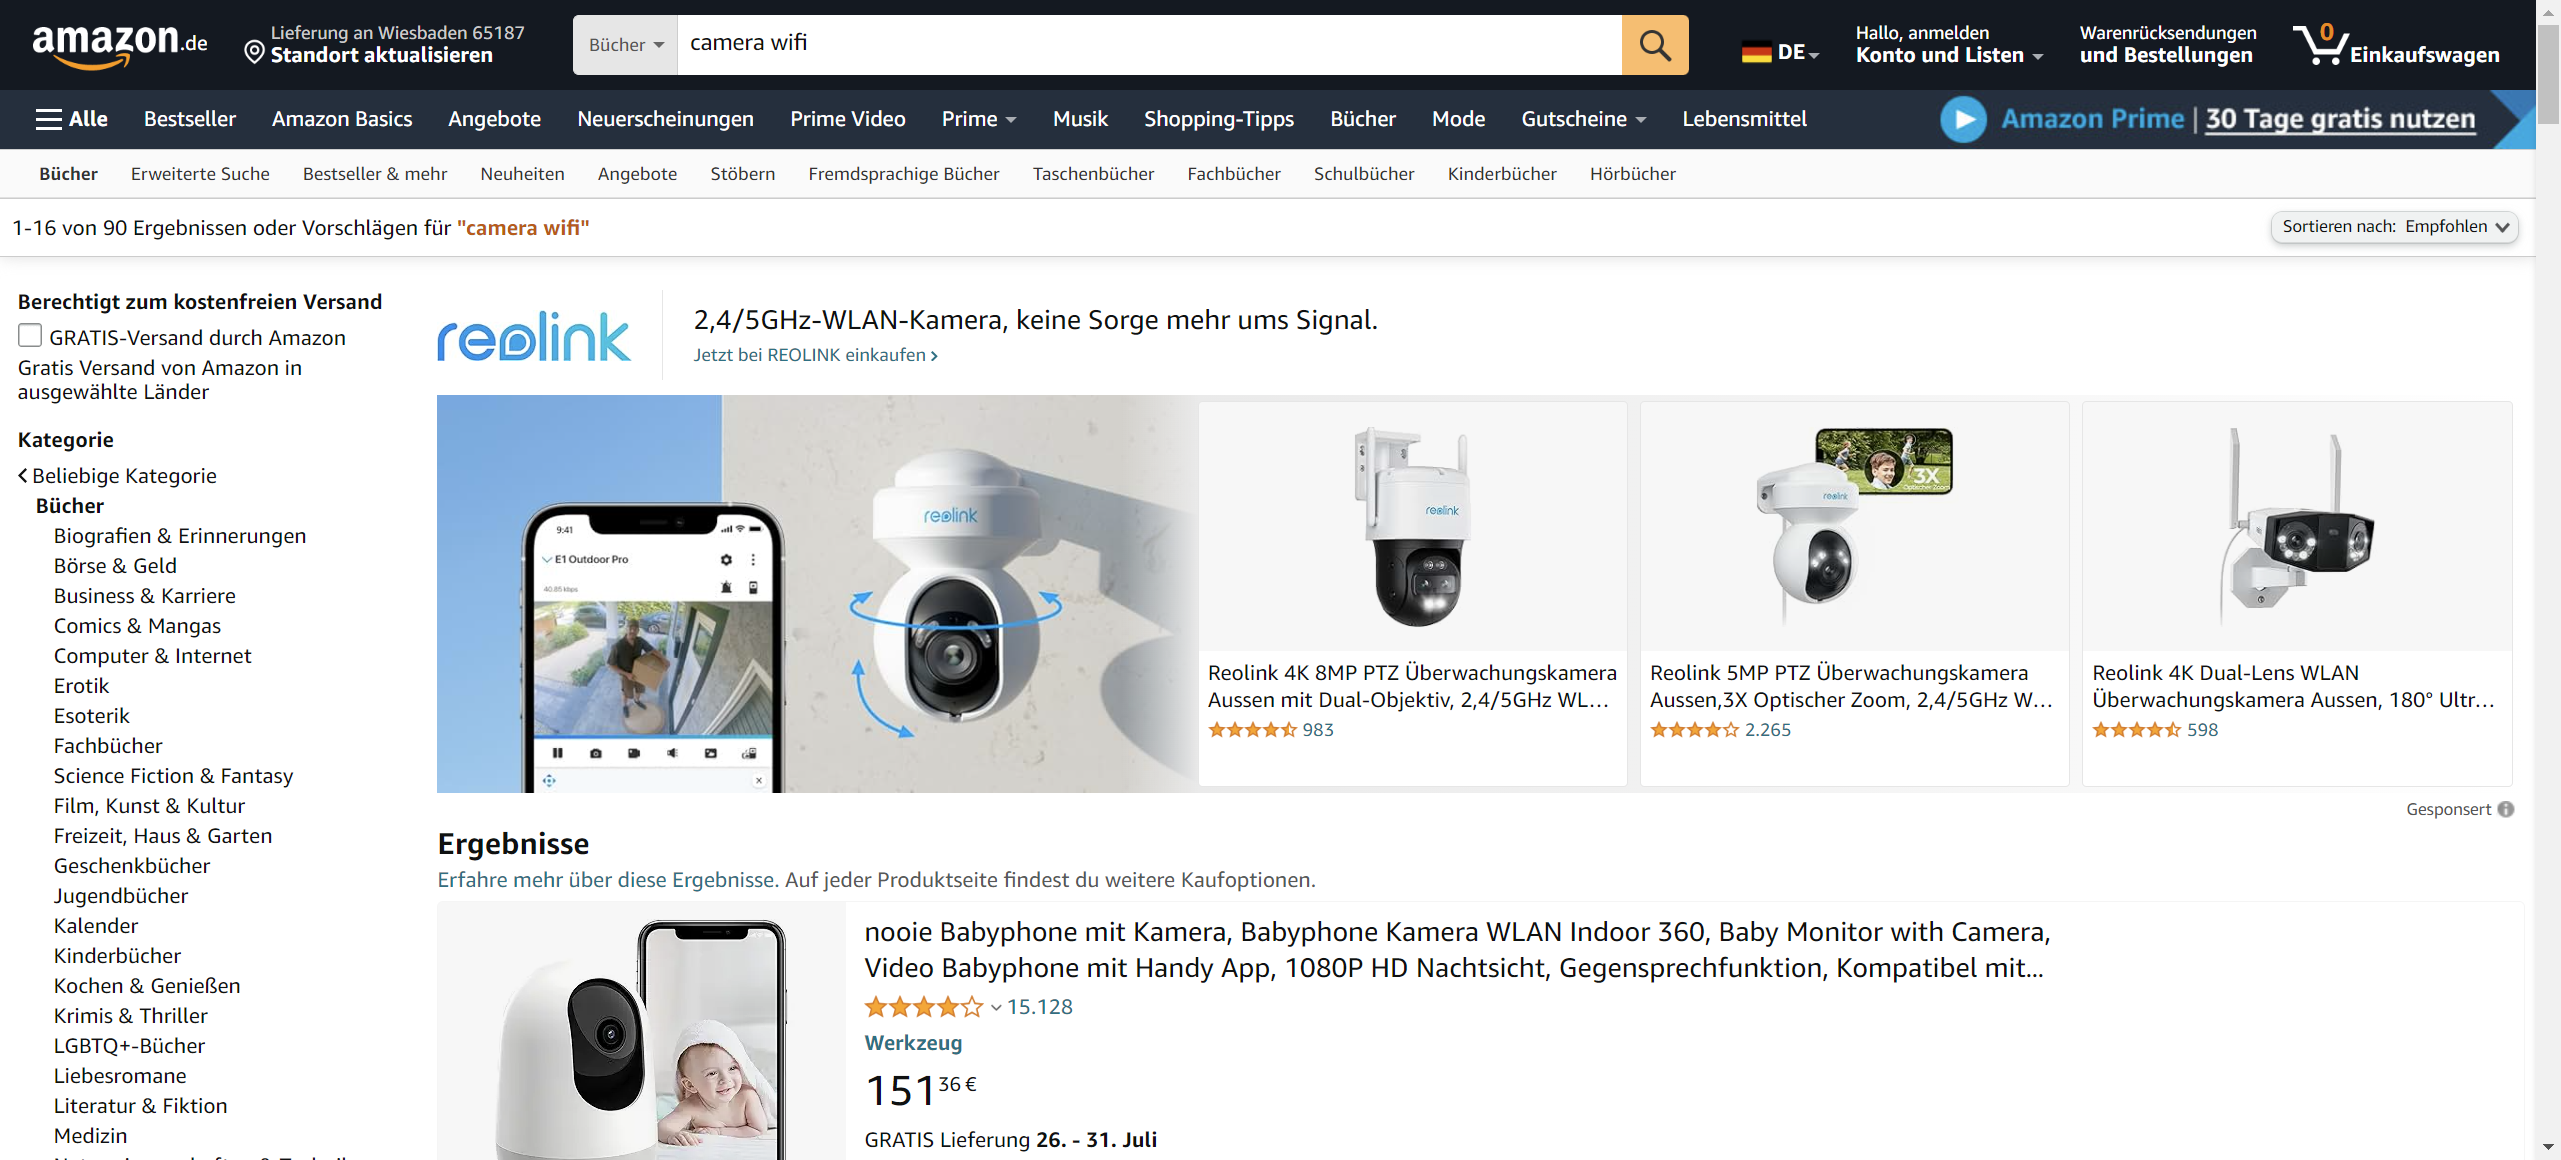 amazon.de
Lieferung an Wiesbaden 65187
Standort aktualisieren
Bücher
camera wifi
DE
Hallo, anmelden
Konto und Listen
Warenrücksendungen
und Bestellungen
0
Einkaufswagen
Alle
Bestseller
Amazon Basics
Angebote
Neuerscheinungen
Prime Video
Prime
Musik
Shopping-Tipps
Bücher
Mode
Gutscheine
Lebensmittel
Amazon Prime | 30 Tage gratis nutzen
Bücher
Erweiterte Suche
Bestseller & mehr
Neuheiten
Angebote
Stöbern
Fremdsprachige Bücher
Taschenbücher
Fachbücher
Schulbücher
Kinderbücher
Hörbücher
1-16 von 90 Ergebnissen oder Vorschlägen für "camera wifi"
Sortieren nach: Empfohlen
Berechtigt zum kostenfreien Versand
GRATIS-Versand durch Amazon
Gratis Versand von Amazon in
ausgewählte Länder
Kategorie
Beliebige Kategorie
Bücher
Biografien & Erinnerungen
Börse & Geld
Business & Karriere
Comics & Mangas
Computer & Internet
Erotik
Esoterik
Fachbücher
Science Fiction & Fantasy
Film, Kunst & Kultur
Freizeit, Haus & Garten
Geschenkbücher
Jugendbücher
Kalender
Kinderbücher
Kochen & Genießen
Krimis & Thriller
LGBTQ+-Bücher
Liebesromane
Literatur & Fiktion
Medizin
reolink
2,4/5GHz-WLAN-Kamera, keine Sorge mehr ums Signal.
Jetzt bei REOLINK einkaufen ›
9:41
E1 Outdoor Pro
40.85 kbps
reolink
reolink
Reolink 4K 8MP PTZ Überwachungskamera
Aussen mit Dual-Objektiv, 2,4/5GHz WL…
983
3X
Optischer Zoom
reolink
Reolink 5MP PTZ Überwachungskamera
Aussen,3X Optischer Zoom, 2,4/5GHz W…
2.265
Reolink 4K Dual-Lens WLAN
Überwachungskamera Aussen, 180° Ultr…
598
Gesponsert
Ergebnisse
Erfahre mehr über diese Ergebnisse. Auf jeder Produktseite findest du weitere Kaufoptionen.
nooie Babyphone mit Kamera, Babyphone Kamera WLAN Indoor 360, Baby Monitor with Camera,
Video Babyphone mit Handy App, 1080P HD Nachtsicht, Gegensprechfunktion, Kompatibel mit…
15.128
Werkzeug
151 36 €
GRATIS Lieferung 26. - 31. Juli